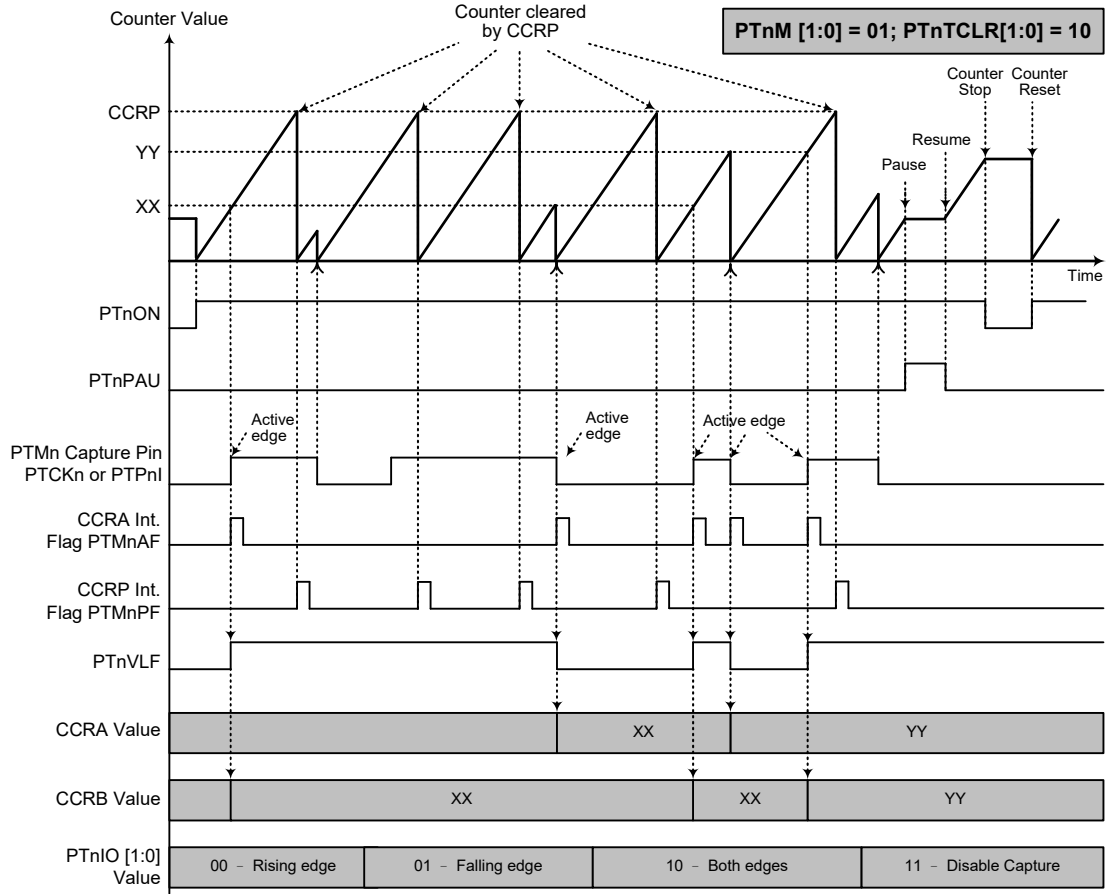 Counter Value
Counter cleared
by CCRP
PTnM [1:0] = 01; PTnTCLR[1:0] = 10
Counter
Stop
Counter
Reset
CCRP
YY
Resume
Pause
XX
Time
PTnON
PTnPAU
Active
edge
Active
edge
Active edge
PTMn Capture Pin
PTCKn or PTPnI
CCRA Int.
Flag PTMnAF
CCRP Int.
Flag PTMnPF
PTnVLF
CCRA Value
XX
YY
CCRB Value
XX
XX
YY
PTnIO [1:0]
Value
00 – Rising edge
01 – Falling edge
10 – Both edges
11 – Disable Capture